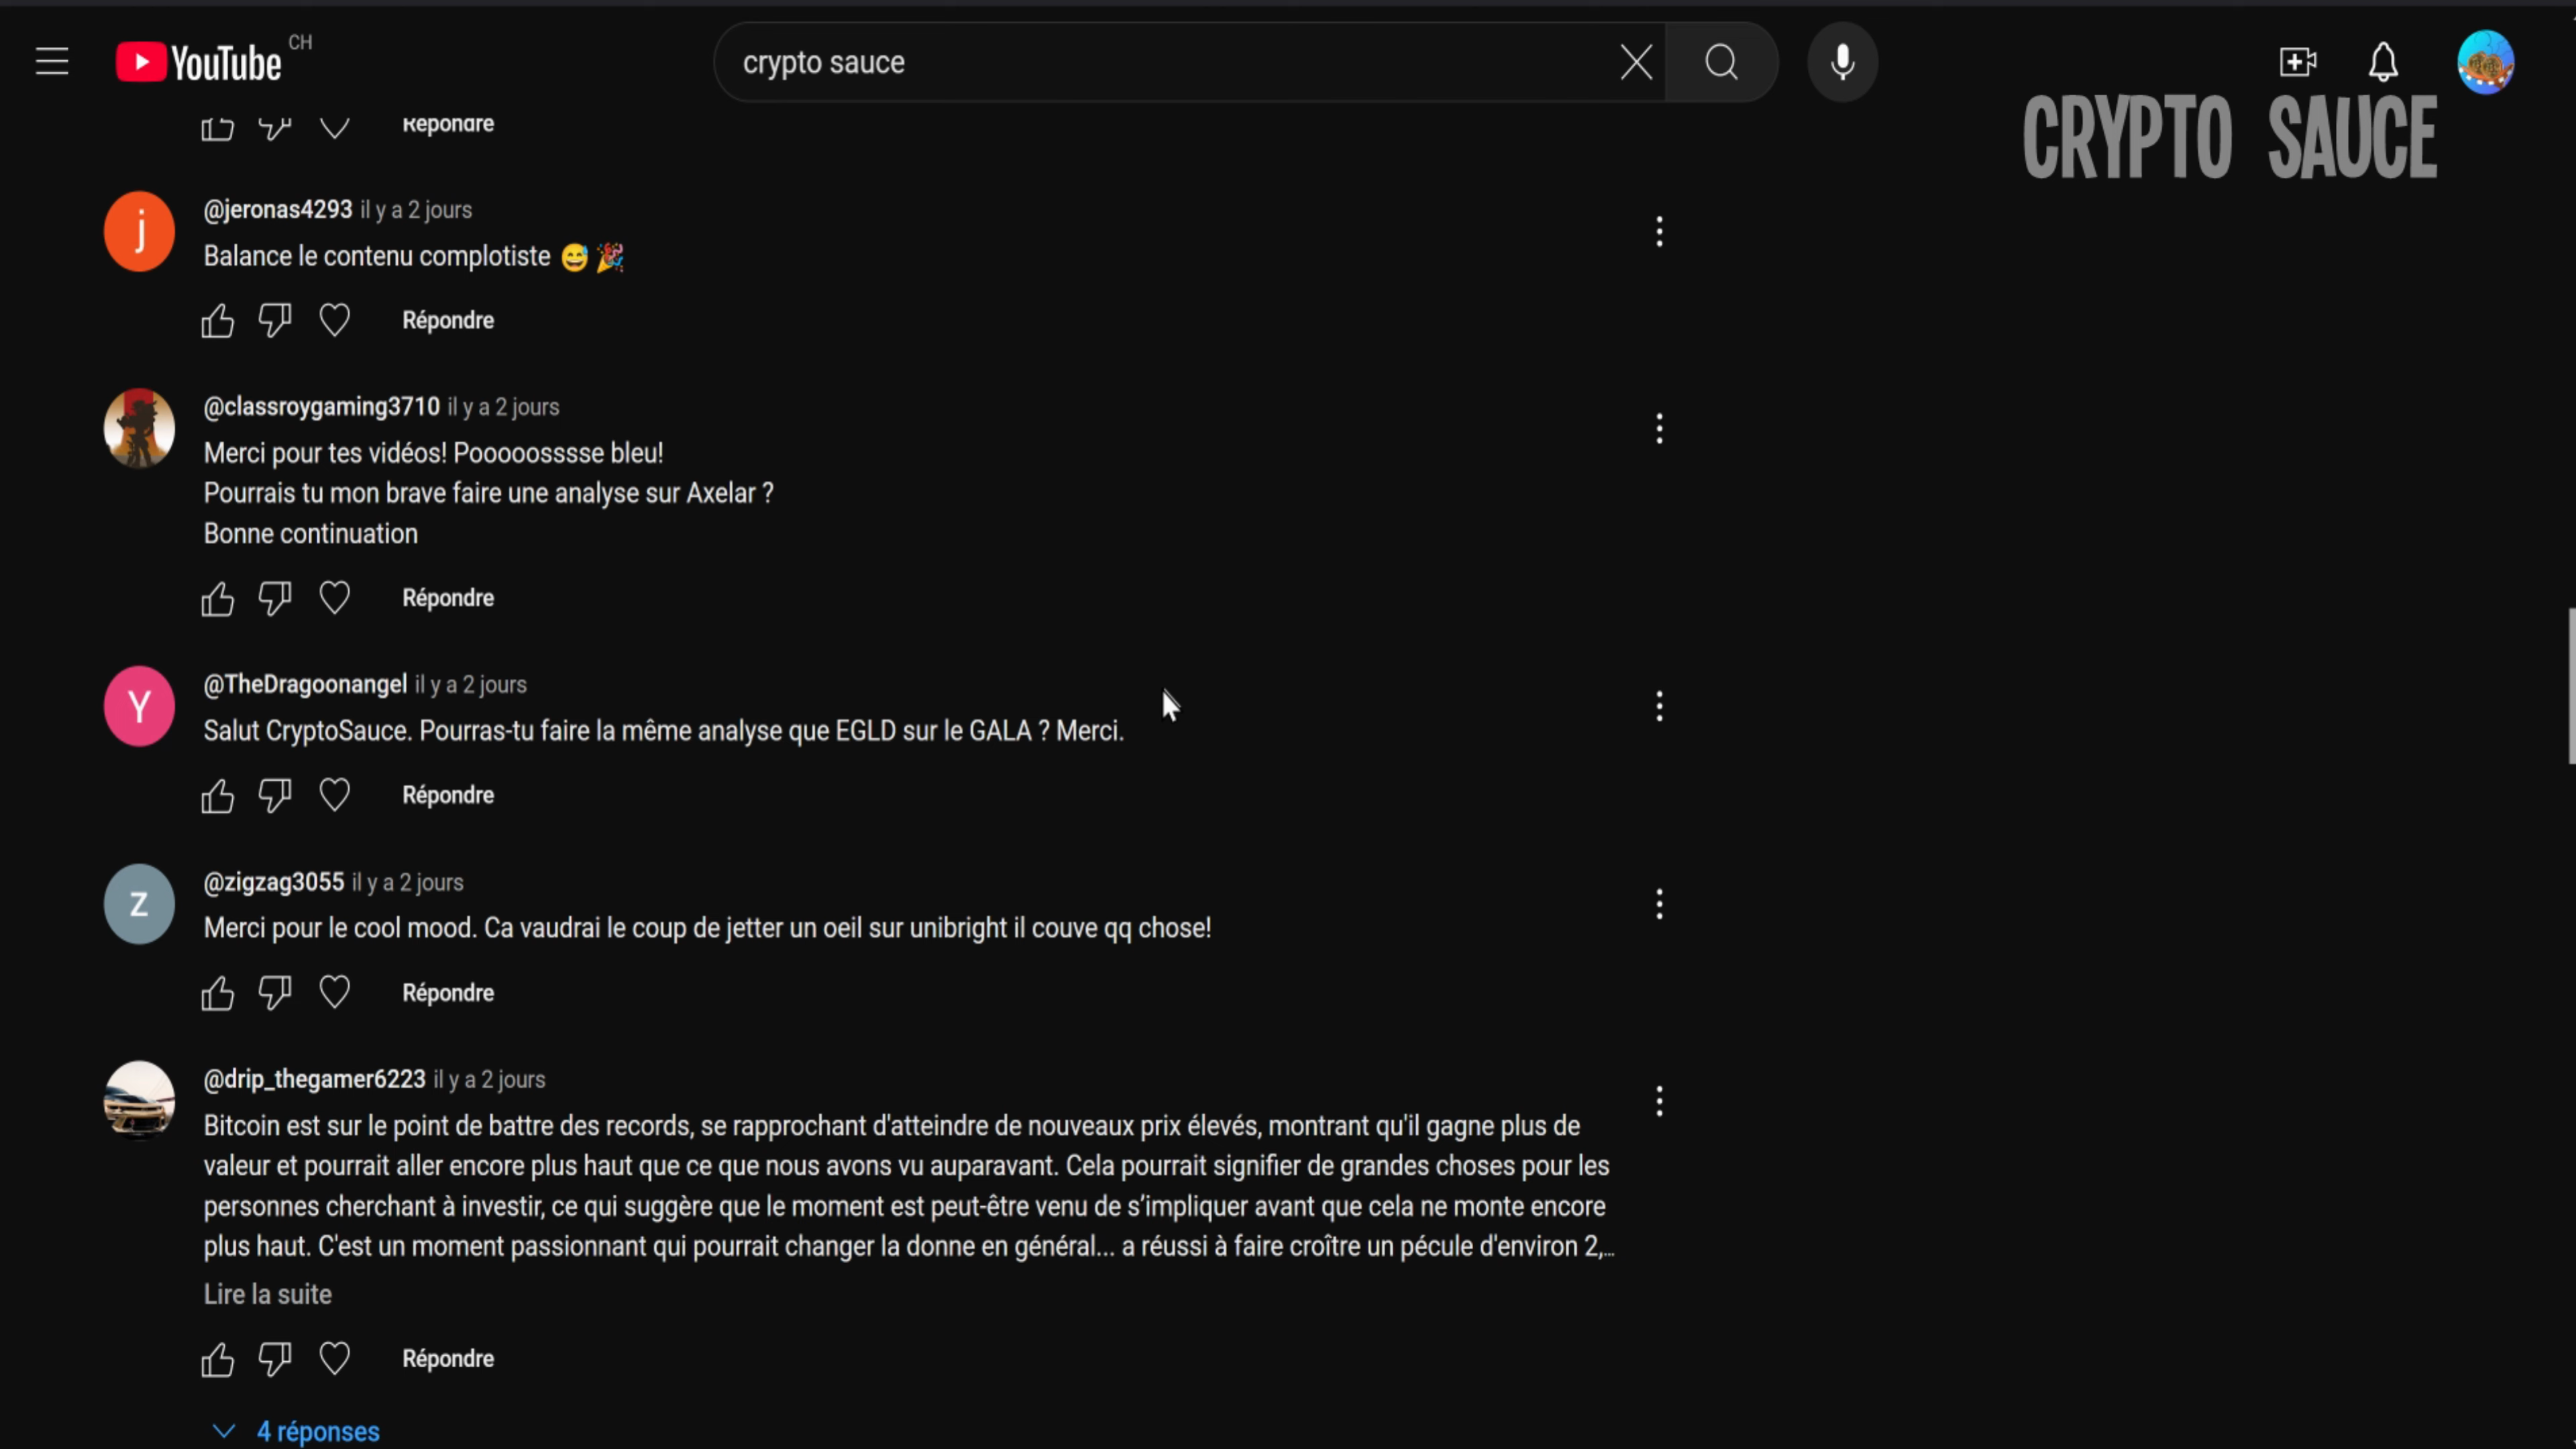 YouTube CH
crypto sauce
CRYPTO SAUCE
Répondre
j
@jeronas4293 il y a 2 jours
Balance le contenu complotiste 😅 🎉
Répondre
@classroygaming3710 il y a 2 jours
Merci pour tes vidéos! Pooooosssse bleu!
Pourrais tu mon brave faire une analyse sur Axelar ?
Bonne continuation
Répondre
Y
@TheDragoonangel il y a 2 jours
Salut CryptoSauce. Pourras-tu faire la même analyse que EGLD sur le GALA ? Merci.
Répondre
z
@zigzag3055 il y a 2 jours
Merci pour le cool mood. Ca vaudrai le coup de jetter un oeil sur unibright il couve qq chose!
Répondre
@drip_thegamer6223 il y a 2 jours
Bitcoin est sur le point de battre des records, se rapprochant d'atteindre de nouveaux prix élevés, montrant qu'il gagne plus de
valeur et pourrait aller encore plus haut que ce que nous avons vu auparavant. Cela pourrait signifier de grandes choses pour les
personnes cherchant à investir, ce qui suggère que le moment est peut-être venu de s’impliquer avant que cela ne monte encore
plus haut. C'est un moment passionnant qui pourrait changer la donne en général... a réussi à faire croître un pécule d'environ 2,...
Lire la suite
Répondre
4 réponses